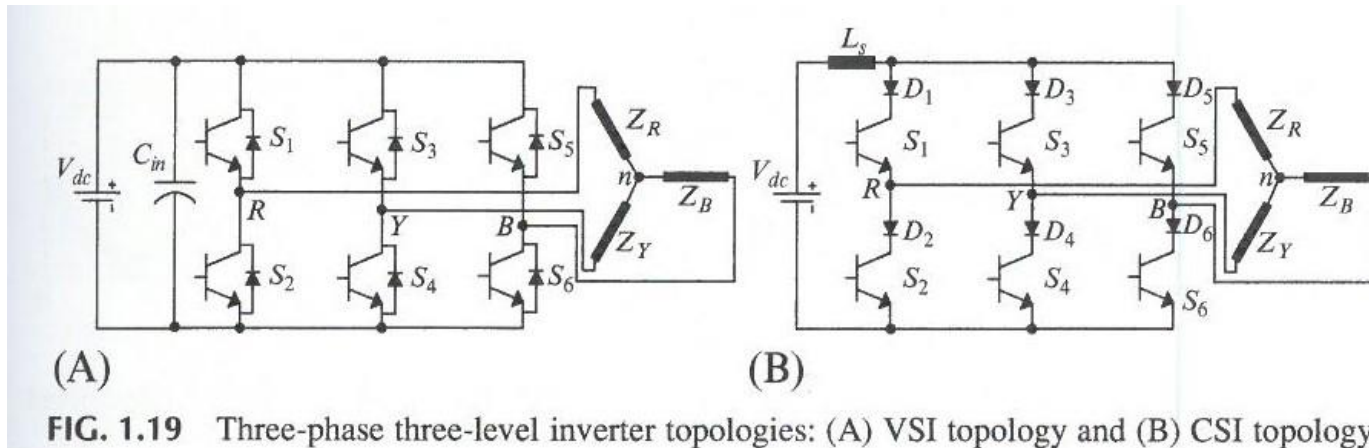 V_dc
C_in
S_1
S_3
S_5
R
Y
B
S_2
S_4
S_6
Z_R
n
Z_B
Z_Y
(A)
L_s
D_1
D_3
D_5
S_1
S_3
S_5
V_dc
R
Y
B
D_2
D_4
D_6
S_2
S_4
S_6
Z_R
n
Z_B
Z_Y
(B)
FIG. 1.19 Three-phase three-level inverter topologies: (A) VSI topology and (B) CSI topology